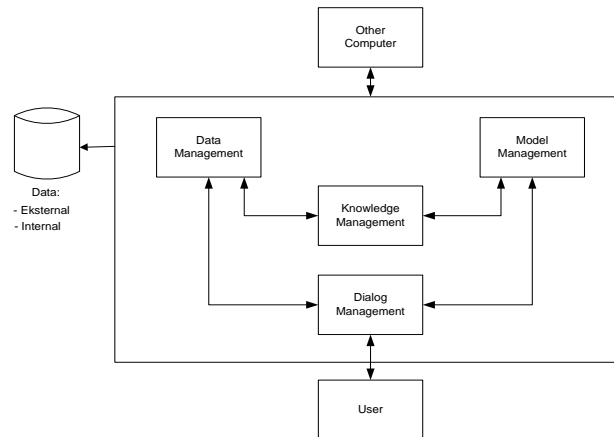 Other
Computer
Data
Management
Model
Management
Data:
- Eksternal
- Internal
Knowledge
Management
Dialog
Management
User